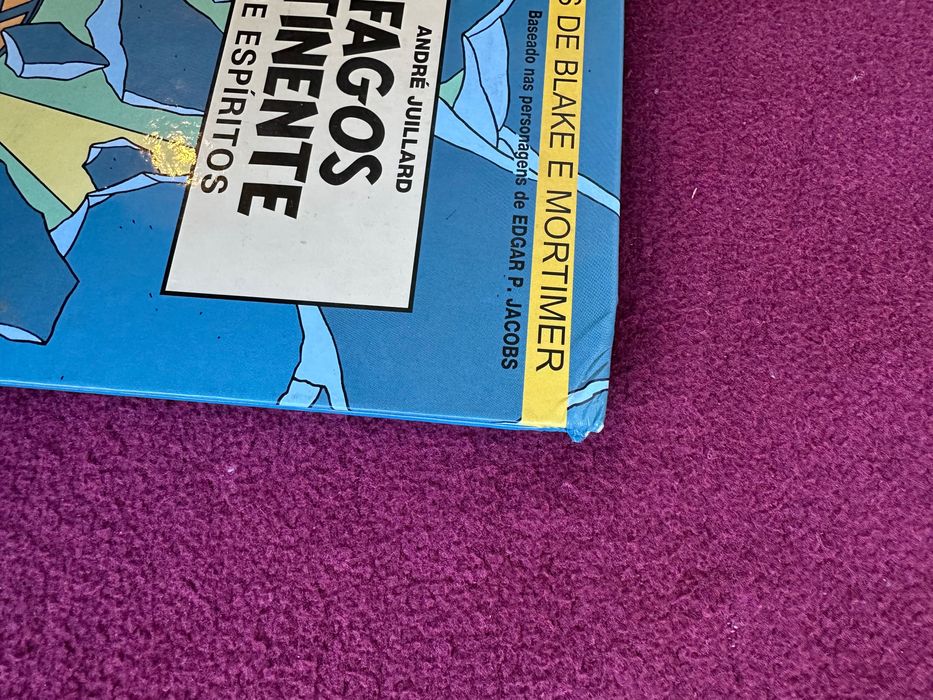 S DE BLAKE E MORTIMER
Baseado nas personagens de EDGAR P. JACOBS
ANDRÉ JUILLARD
FAGOS
TINENTE
E ESPÍRITOS